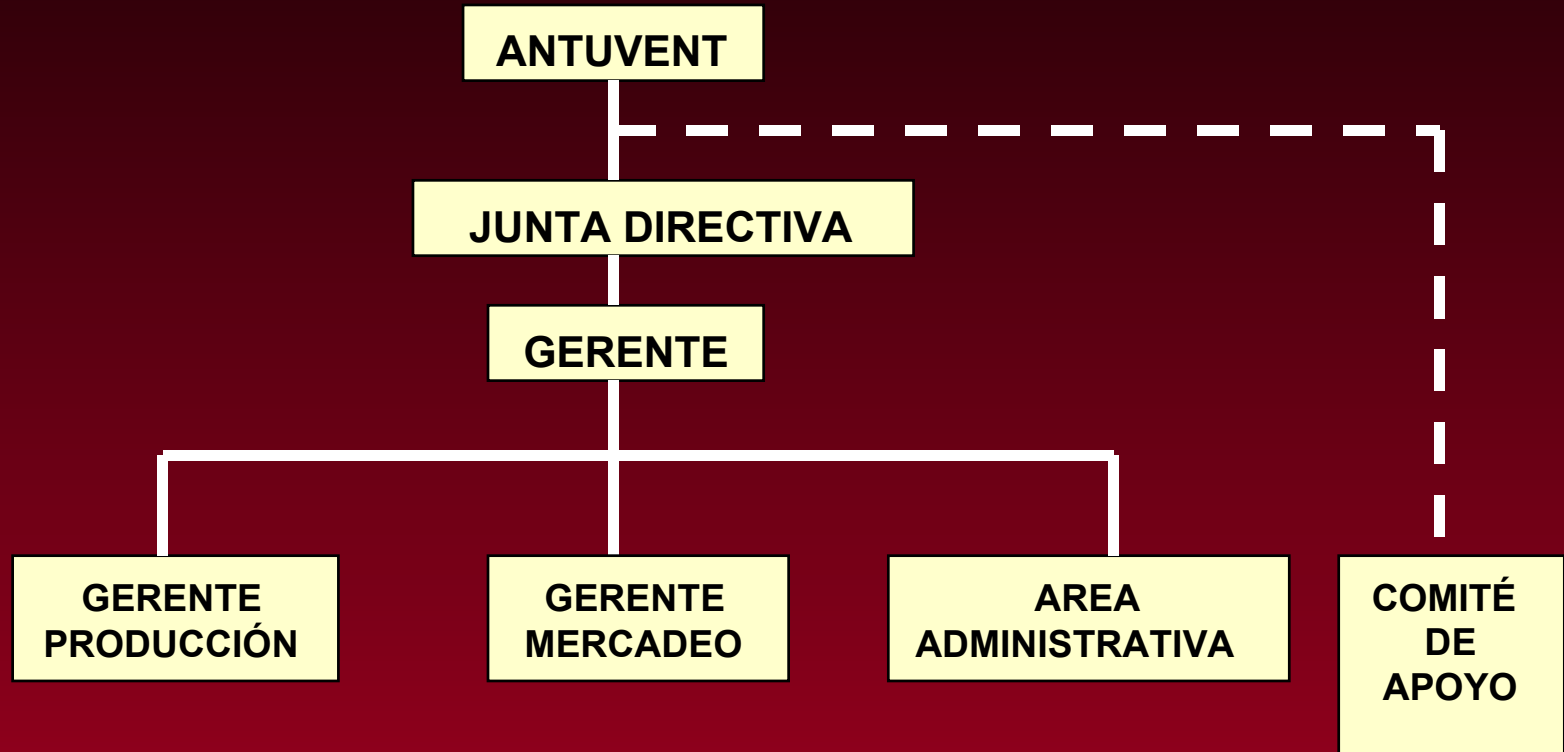 ANTUVENT
JUNTA DIRECTIVA
GERENTE
GERENTE
PRODUCCIÓN
GERENTE
MERCADEO
AREA
ADMINISTRATIVA
COMITÉ
DE
APOYO